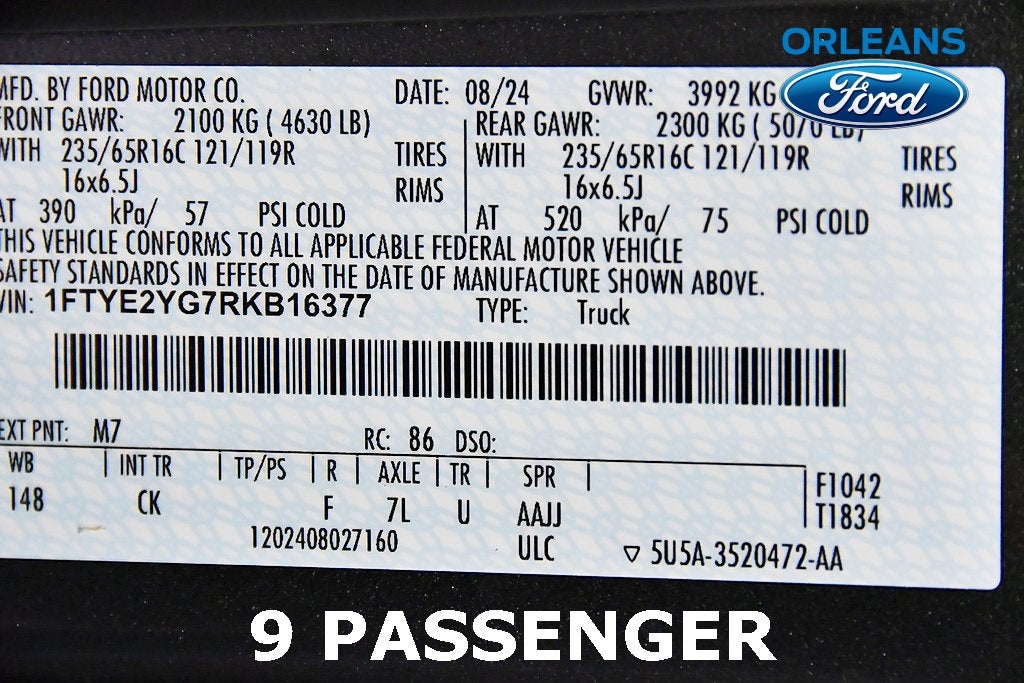 ORLEANS
Ford
MFD. BY FORD MOTOR CO. DATE: 08/24 GVWR: 3992 KG
FRONT GAWR: 2100 KG ( 4630 LB) REAR GAWR: 2300 KG ( 5070 LB)
WITH 235/65R16C 121/119R TIRES WITH 235/65R16C 121/119R TIRES
16x6.5J RIMS 16x6.5J RIMS
AT 390 kPa/ 57 PSI COLD AT 520 kPa/ 75 PSI COLD
THIS VEHICLE CONFORMS TO ALL APPLICABLE FEDERAL MOTOR VEHICLE
SAFETY STANDARDS IN EFFECT ON THE DATE OF MANUFACTURE SHOWN ABOVE.
VIN: 1FTYE2YG7RKB16377 TYPE: Truck
EXT PNT: M7 RC: 86 DSO:
WB INT TR TP/PS R AXLE TR SPR
148 CK F 7L U AAJJ
F1042
T1834
1202408027160 ULC ▽ 5U5A-3520472-AA
9 PASSENGER